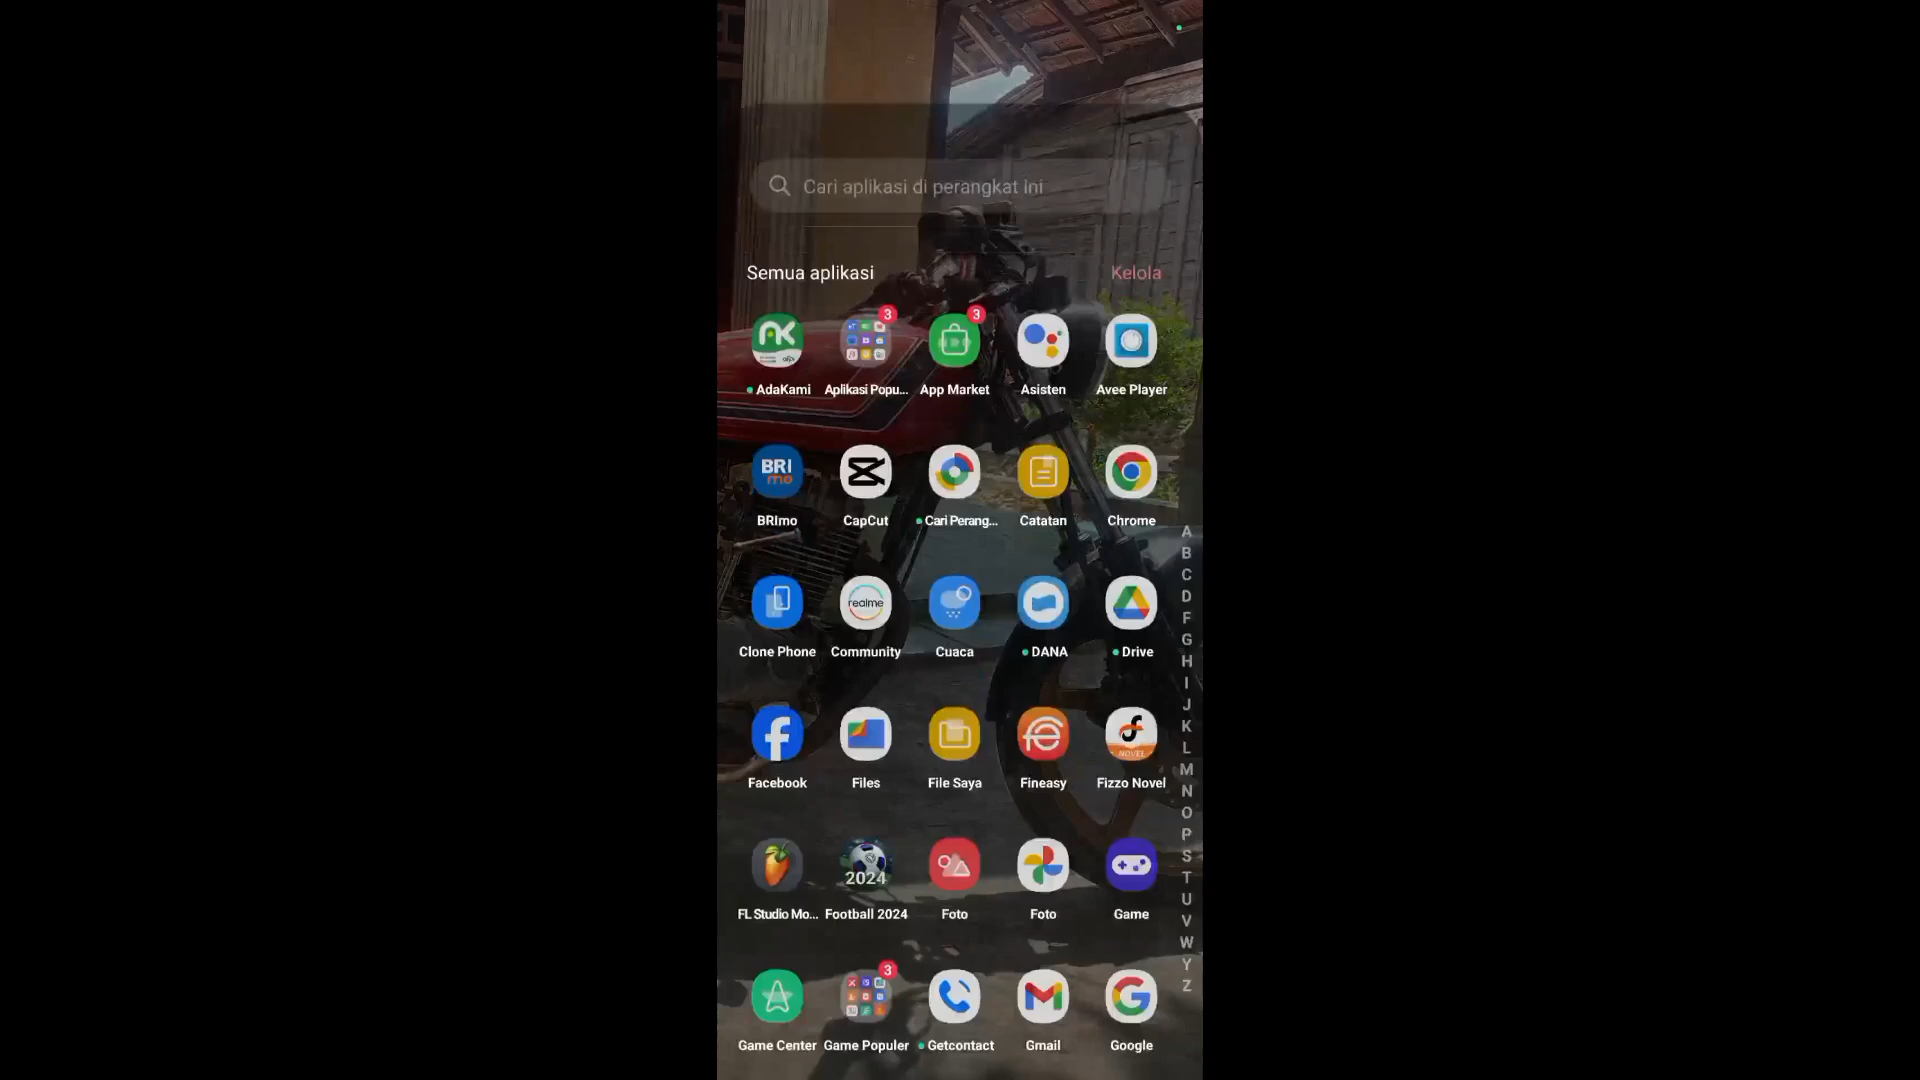 Cari aplikasi di perangkat ini
Semua aplikasi
Kelola
3
3
AdaKami
Aplikasi Popu...
App Market
Asisten
Avee Player
BRI
mo
BRImo
CapCut
Cari Perang...
Catatan
Chrome
realme
Clone Phone
Community
Cuaca
DANA
Drive
NOVEL
Facebook
Files
File Saya
Fineasy
Fizzo Novel
2024
FL Studio Mo...
Football 2024
Foto
Foto
Game
3
Game Center
Game Populer
Getcontact
Gmail
Google
A
B
C
D
F
G
H
I
J
K
L
M
N
O
P
S
T
U
V
W
Y
Z